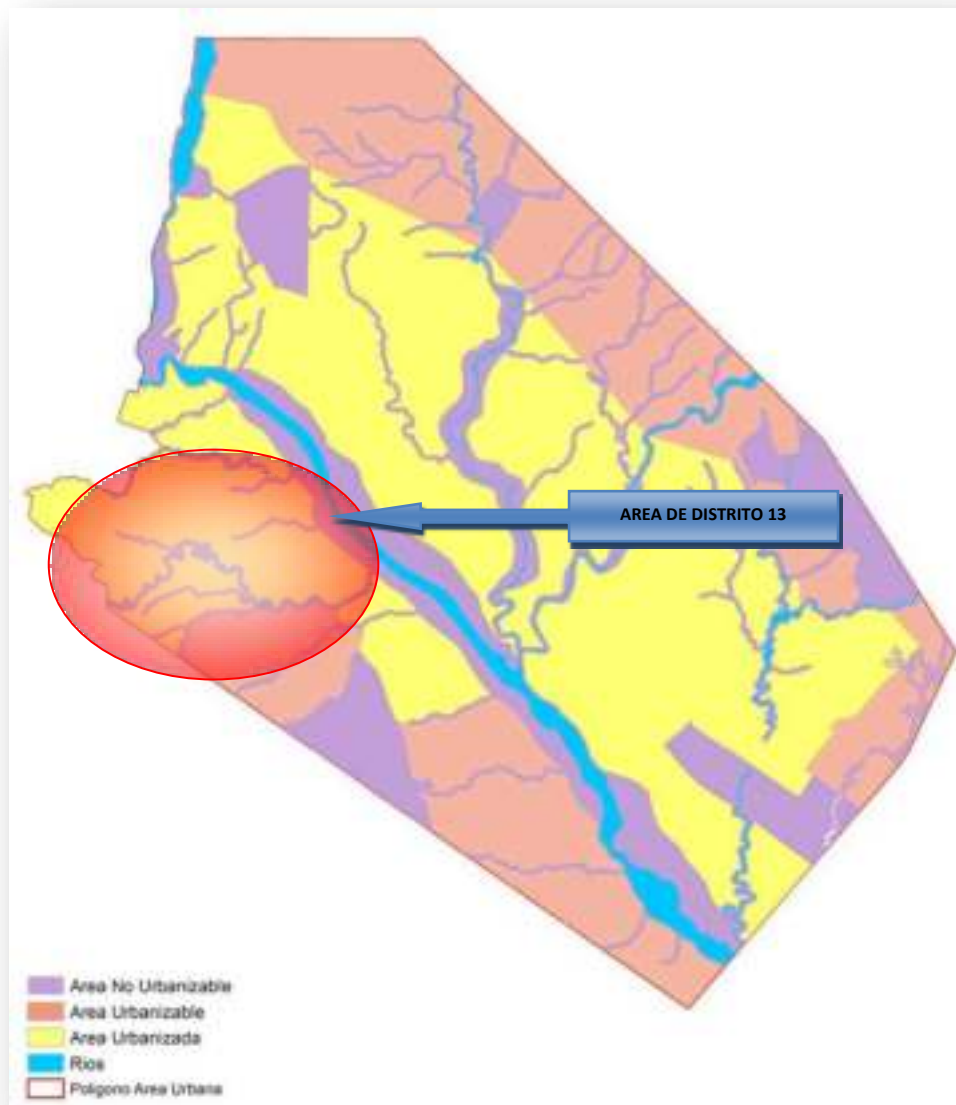 AREA DE DISTRITO 13
Area No Urbanizable
Area Urbanizable
Area Urbanizada
Rios
Poligono Area Urbana